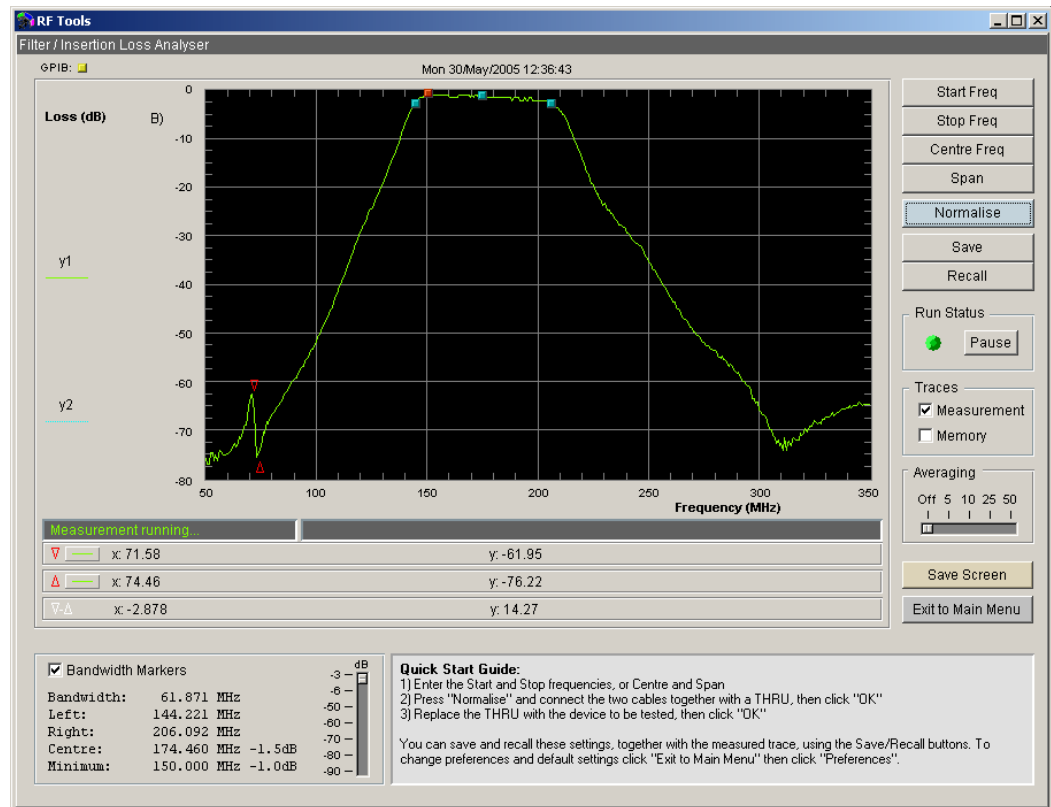 RF Tools
Filter / Insertion Loss Analyser
GPIB:
Mon 30/May/2005 12:36:43
Loss (dB)
B)
0
-10
-20
-30
-40
-50
-60
-70
-80
y1
y2
50 100 150 200 250 300 350
Frequency (MHz)
Measurement running...
x: 71.58 y: -61.95
x: 74.46 y: -76.22
∇-Δ x: -2.878 y: 14.27
Start Freq
Stop Freq
Centre Freq
Span
Normalise
Save
Recall
Run Status
Pause
Traces
Measurement
Memory
Averaging
Off 5 10 25 50
Save Screen
Exit to Main Menu
Bandwidth Markers
Bandwidth: 61.871 MHz
Left: 144.221 MHz
Right: 206.092 MHz
Centre: 174.460 MHz -1.5dB
Minimum: 150.000 MHz -1.0dB
dB
-3
-6
-50
-60
-70
-80
-90
Quick Start Guide:
1) Enter the Start and Stop frequencies, or Centre and Span
2) Press "Normalise" and connect the two cables together with a THRU, then click "OK"
3) Replace the THRU with the device to be tested, then click "OK"
You can save and recall these settings, together with the measured trace, using the Save/Recall buttons. To
change preferences and default settings click "Exit to Main Menu" then click "Preferences".